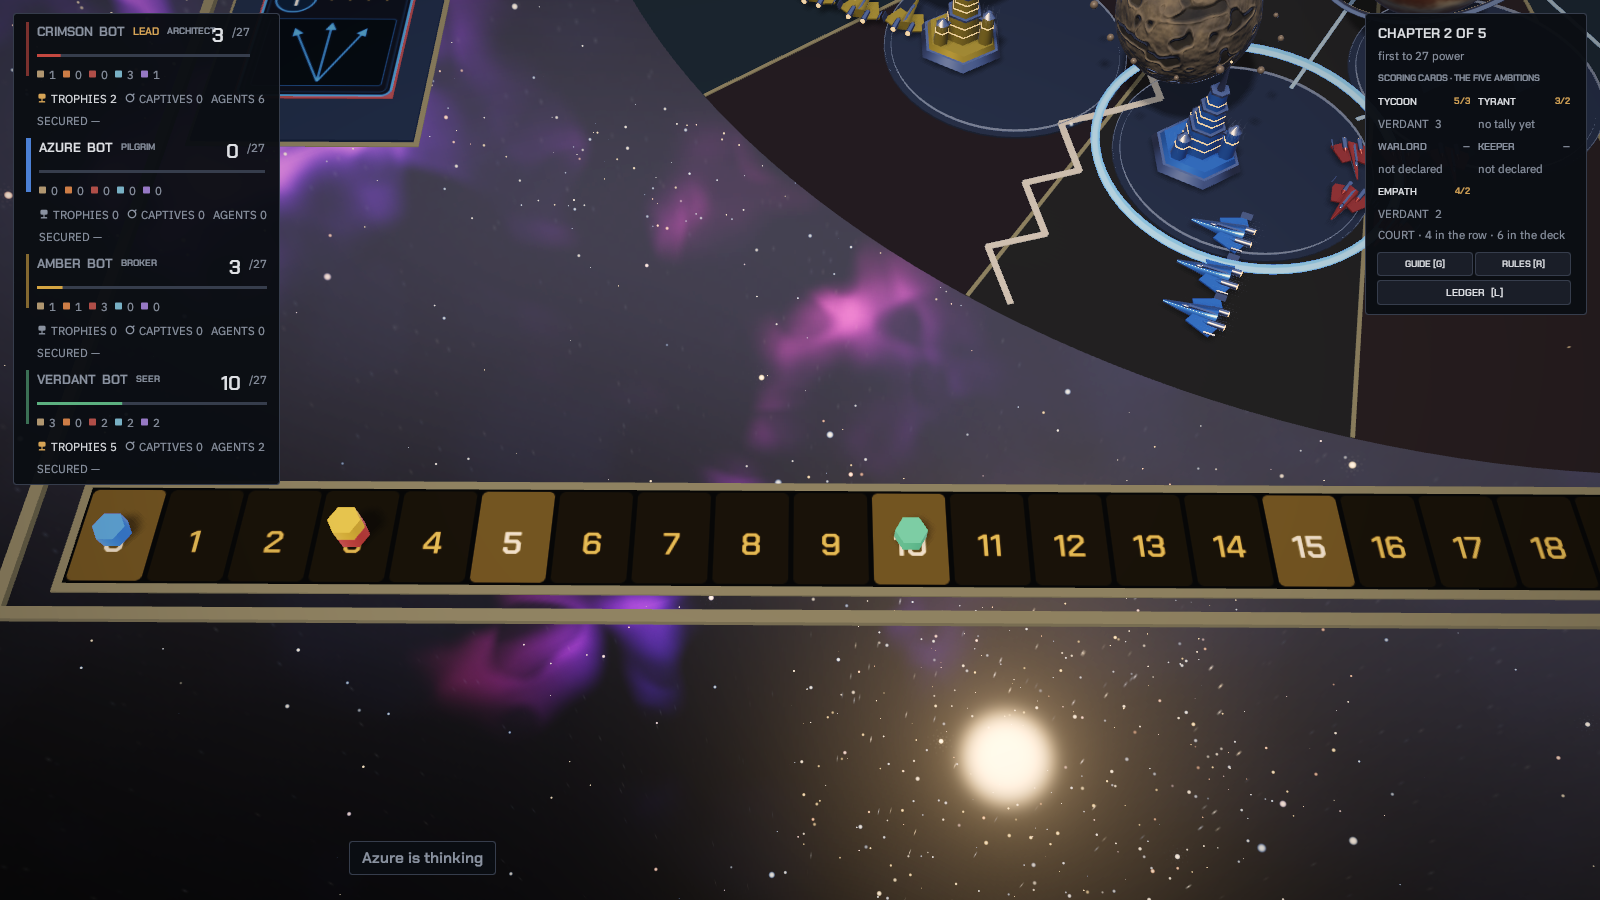 CRIMSON BOT LEAD ARCHITECT 3 /27
1 0 0 3 1
TROPHIES 2 CAPTIVES 0 AGENTS 6
SECURED —
AZURE BOT PILGRIM 0 /27
0 0 0 0 0
TROPHIES 0 CAPTIVES 0 AGENTS 0
SECURED —
AMBER BOT BROKER 3 /27
1 1 3 0 0
TROPHIES 0 CAPTIVES 0 AGENTS 0
SECURED —
VERDANT BOT SEER 10 /27
3 0 2 2 2
TROPHIES 5 CAPTIVES 0 AGENTS 2
SECURED —
CHAPTER 2 OF 5
first to 27 power
SCORING CARDS · THE FIVE AMBITIONS
TYCOON 5/3 TYRANT 3/2
VERDANT 3 no tally yet
WARLORD – KEEPER –
not declared not declared
EMPATH 4/2
VERDANT 2
COURT · 4 in the row · 6 in the deck
GUIDE [G] RULES [R]
LEDGER [L]
1 2 4 5 6 7 8 9 10 11 12 13 14 15 16 17 18
Azure is thinking